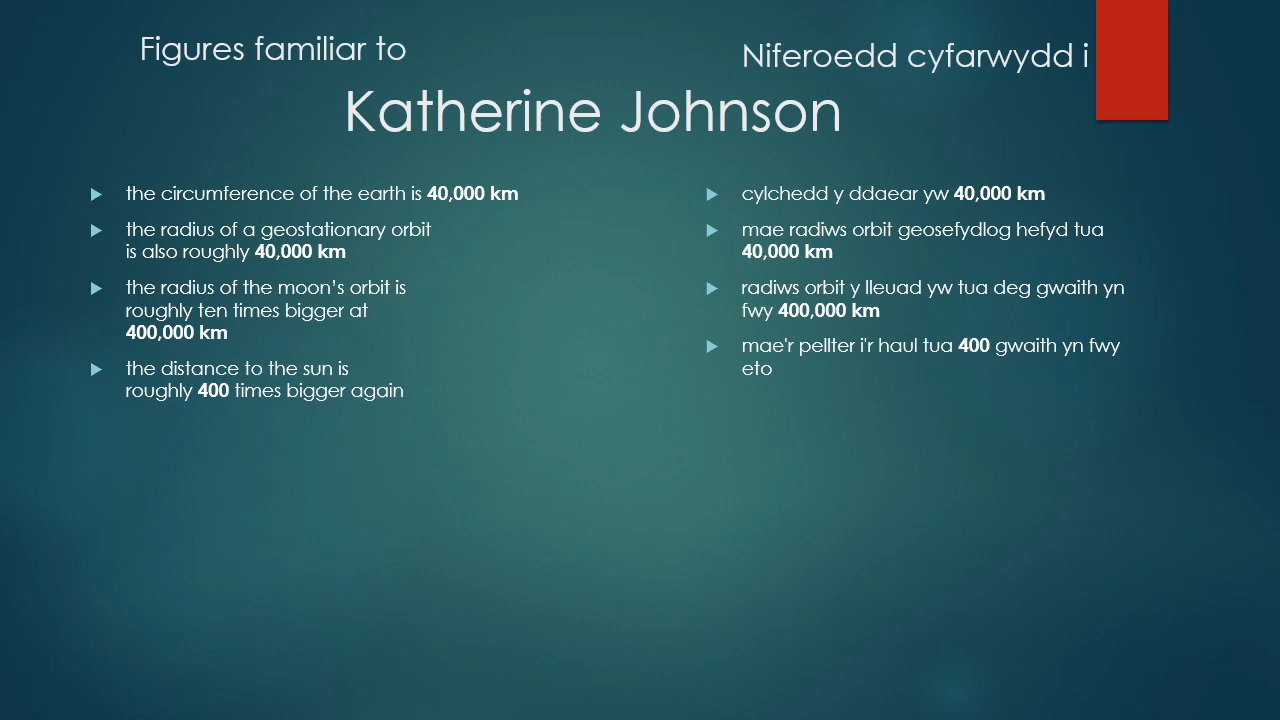 Figures familiar to
Niferoedd cyfarwydd i
Katherine Johnson
the circumference of the earth is 40,000 km
the radius of a geostationary orbit
is also roughly 40,000 km
the radius of the moon’s orbit is
roughly ten times bigger at
400,000 km
the distance to the sun is
roughly 400 times bigger again
cylchedd y ddaear yw 40,000 km
mae radiws orbit geosefydlog hefyd tua
40,000 km
radiws orbit y lleuad yw tua deg gwaith yn
fwy 400,000 km
mae'r pellter i'r haul tua 400 gwaith yn fwy
eto